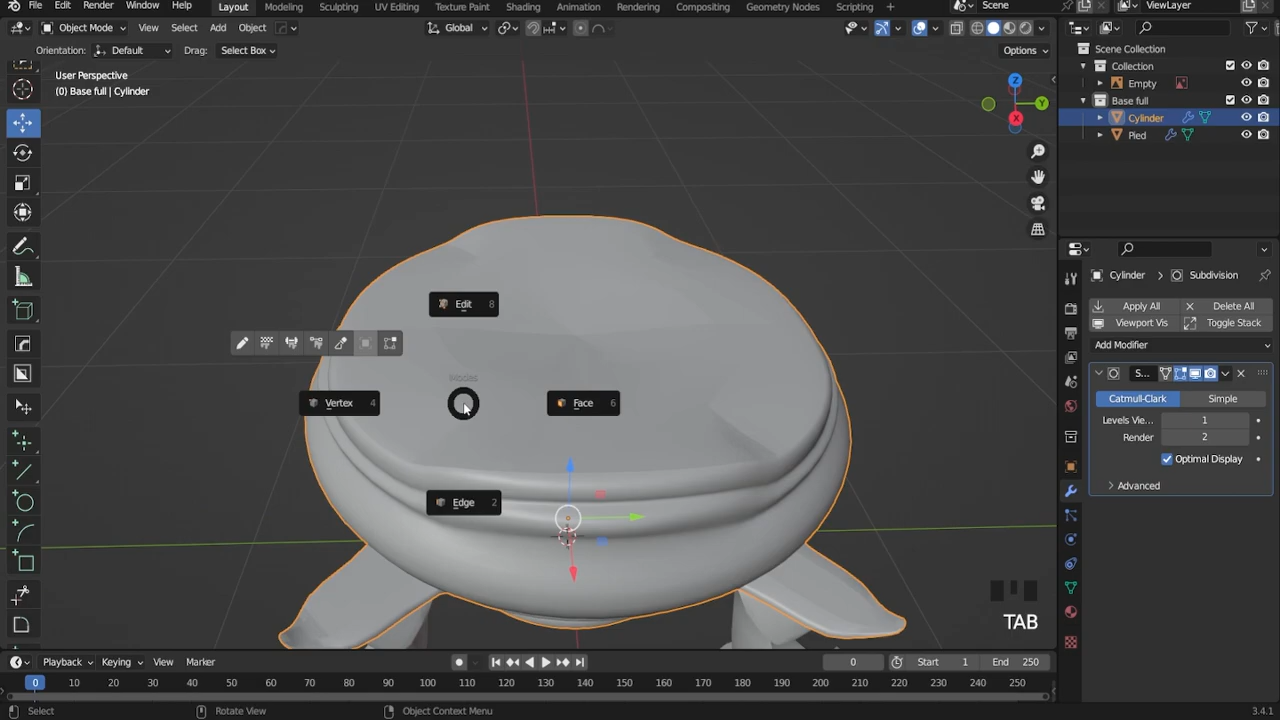 File Edit Render Window Help Layout Modeling Sculpting UV Editing Texture Paint Shading Animation Rendering Compositing Geometry Nodes Scripting + Scene ViewLayer
Object Mode View Select Add Object Global
Orientation: Default Drag: Select Box Options
User Perspective
(0) Base full | Cylinder
Z
Y
X
Scene Collection
Collection
Empty
Base full
Cylinder
Pied
Cylinder > Subdivision
Apply All Delete All
Viewport Vis Toggle Stack
Add Modifier
S...
Catmull-Clark Simple
Levels Vie... 1
Render 2
Optimal Display
Advanced
Edit 8
Modes
Vertex 4
Face 6
Edge 2
TAB
Playback Keying View Marker 0 Start 1 End 250
0 10 20 30 40 50 60 70 80 90 100 110 120 130 140 150 160 170 180 190 200 210 220 230 240 250
Select Rotate View Object Context Menu 3.4.1